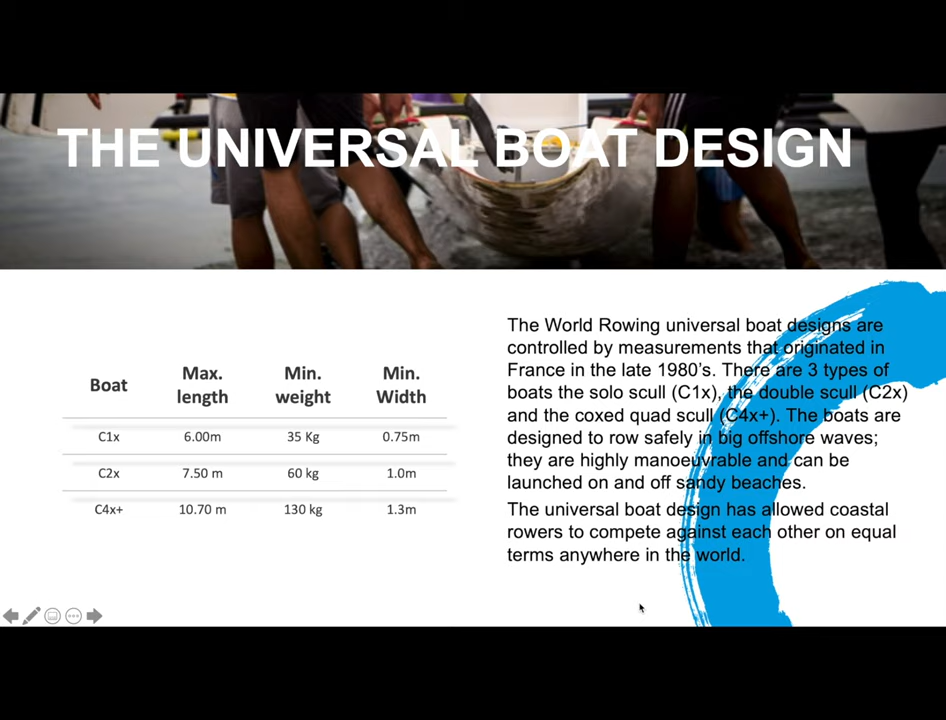 THE UNIVERSAL BOAT DESIGN
Boat Max. length Min. weight Min. Width
C1x 6.00m 35 Kg 0.75m
C2x 7.50 m 60 kg 1.0m
C4x+ 10.70 m 130 kg 1.3m
The World Rowing universal boat designs are
controlled by measurements that originated in
France in the late 1980's. There are 3 types of
boats the solo scull (C1x), the double scull (C2x)
and the coxed quad scull (C4x+). The boats are
designed to row safely in big offshore waves;
they are highly manoeuvrable and can be
launched on and off sandy beaches.
The universal boat design has allowed coastal
rowers to compete against each other on equal
terms anywhere in the world.